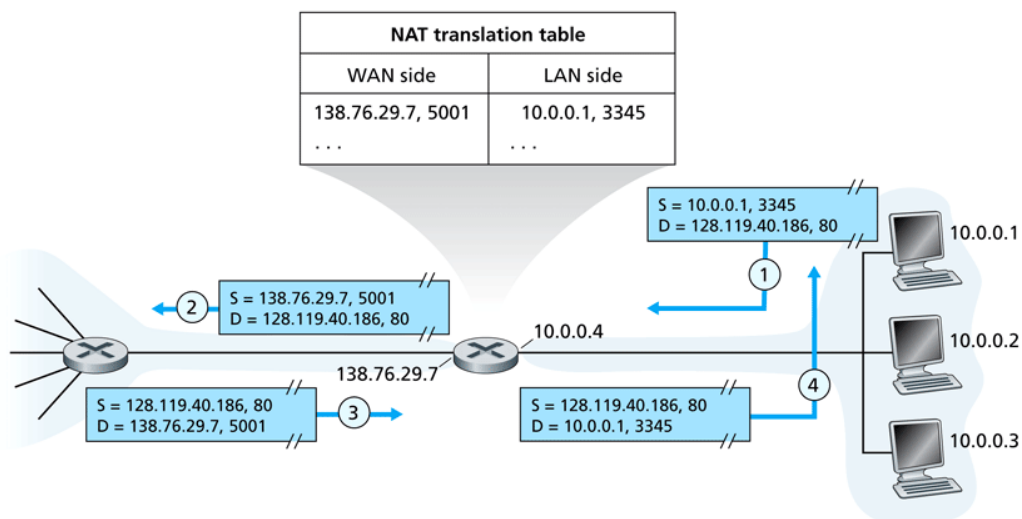 NAT translation table
WAN side
LAN side
138.76.29.7, 5001
10.0.0.1, 3345
. . .
. . .
S = 10.0.0.1, 3345
D = 128.119.40.186, 80
10.0.0.1
1
2
S = 138.76.29.7, 5001
D = 128.119.40.186, 80
10.0.0.4
10.0.0.2
138.76.29.7
4
S = 128.119.40.186, 80
D = 138.76.29.7, 5001
3
S = 128.119.40.186, 80
D = 10.0.0.1, 3345
10.0.0.3